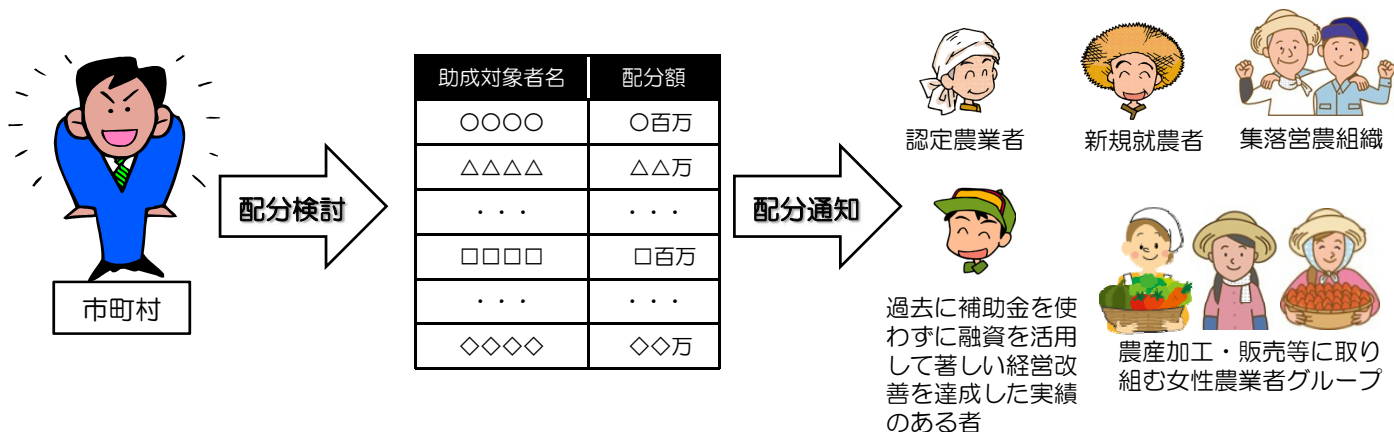 市町村
配分検討
助成対象者名 配分額
○○○○ ○百万
△△△△ △△万
・・・ ・・・
□□□□ □百万
・・・ ・・・
◇◇◇◇ ◇◇万
配分通知
認定農業者
新規就農者
集落営農組織
過去に補助金を使
わずに融資を活用
して著しい経営改
善を達成した実績
のある者
農産加工・販売等に取り
組む女性農業者グループ